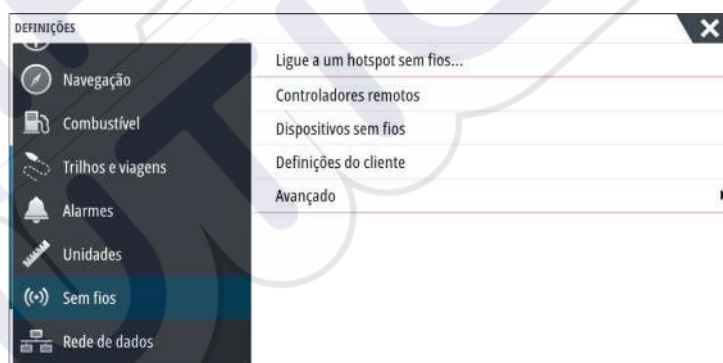 DEFINIÇÕES
Navegação
Combustível
Trilhos e viagens
Alarmes
Unidades
Sem fios
Rede de dados
Ligue a um hotspot sem fios...
Controladores remotos
Dispositivos sem fios
Definições do cliente
Avançado